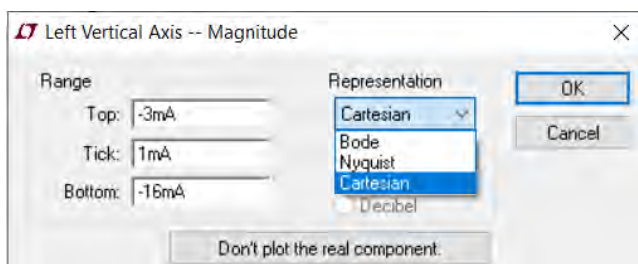 Left Vertical Axis -- Magnitude
Range
Representation
Top: -3mA
Cartesian
OK
Tick: 1mA
Bode
Nyquist
Cartesian
Cancel
Bottom: -16mA
Decibel
Don't plot the real component.